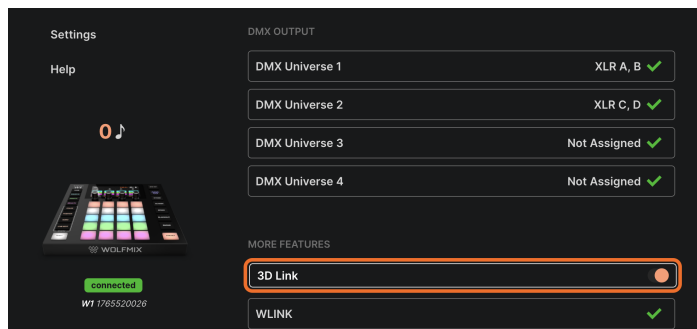 Settings
Help
0♪
WOLFMIX
connected
W1 1765520026
DMX OUTPUT
DMX Universe 1 XLR A, B
DMX Universe 2 XLR C, D
DMX Universe 3 Not Assigned
DMX Universe 4 Not Assigned
MORE FEATURES
3D Link
WLINK